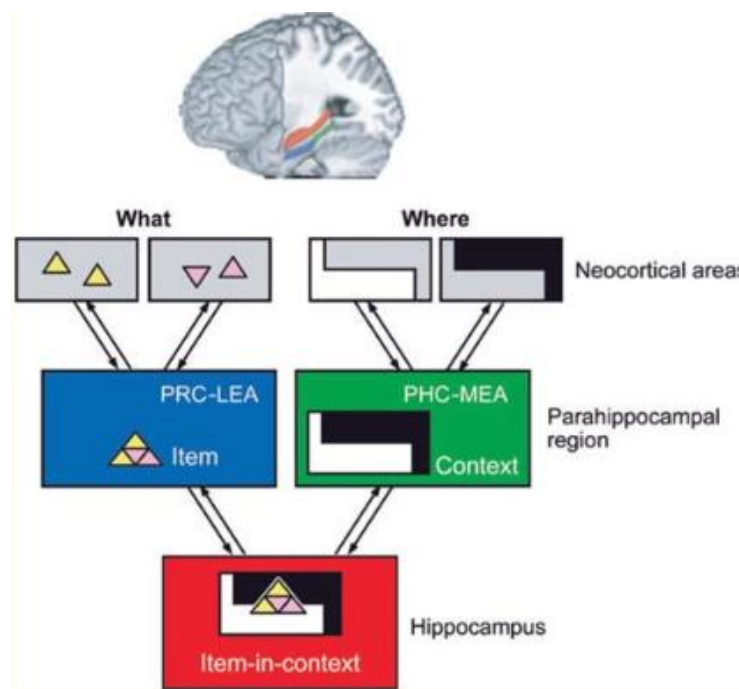 What
Where
Neocortical areas
PRC-LEA
Item
PHC-MEA
Context
Parahippocampal
region
Hippocampus
Item-in-context